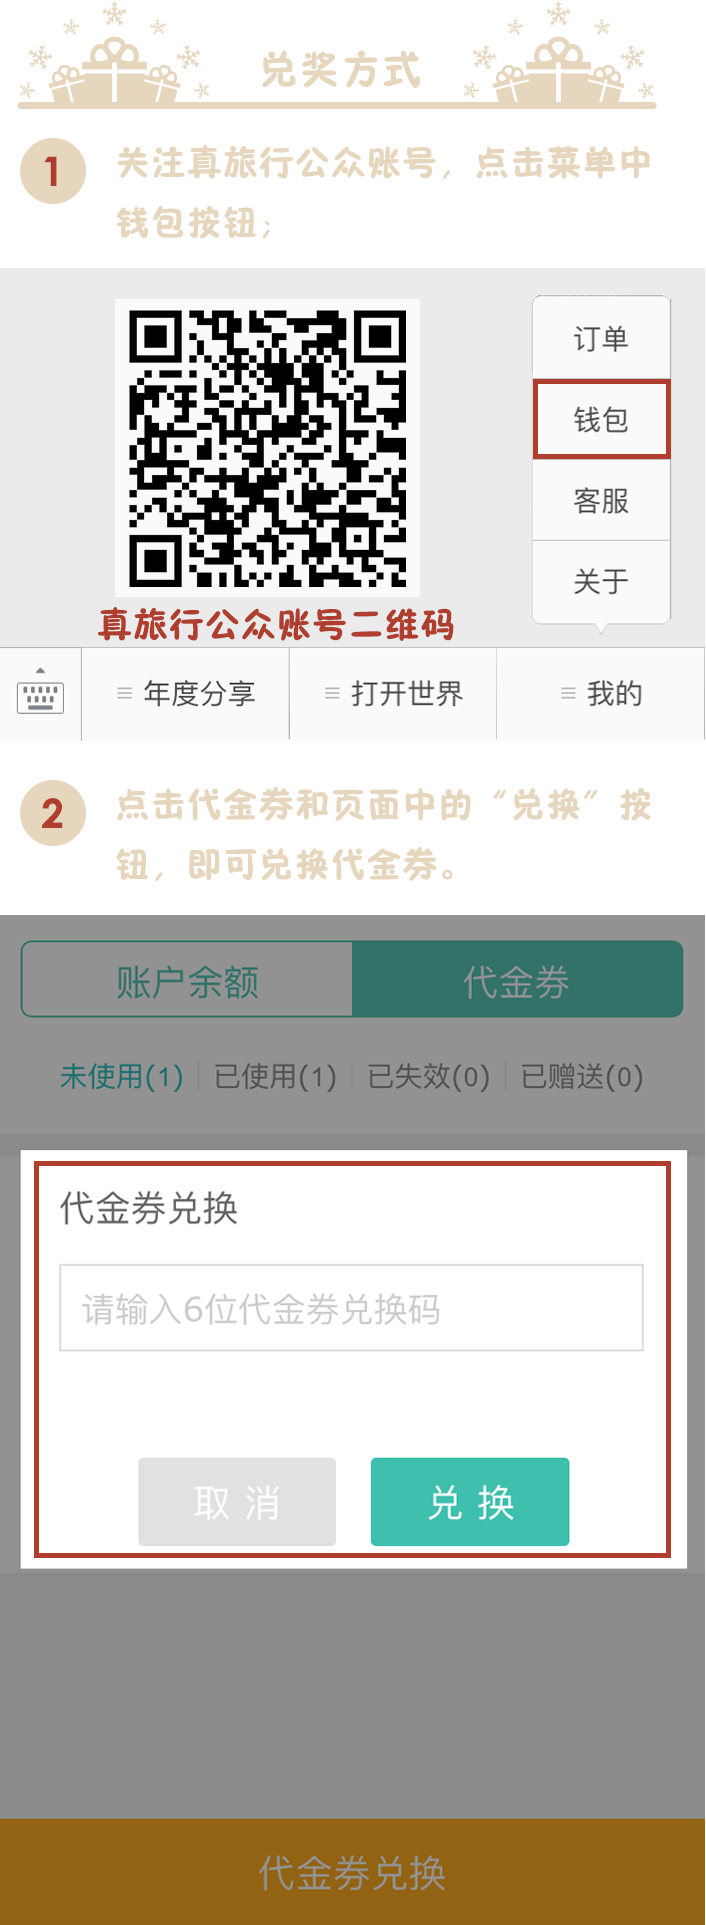 兑奖方式
1
关注真旅行公众账号，点击菜单中
钱包按钮；
订单
钱包
客服
关于
真旅行公众账号二维码
年度分享
打开世界
我的
2
点击代金券和页面中的“兑换”按
钮，即可兑换代金券。
账户余额
代金券
未使用(1)
已使用(1)
已失效(0)
已赠送(0)
代金券兑换
请输入6位代金券兑换码
取 消
兑 换
代金券兑换